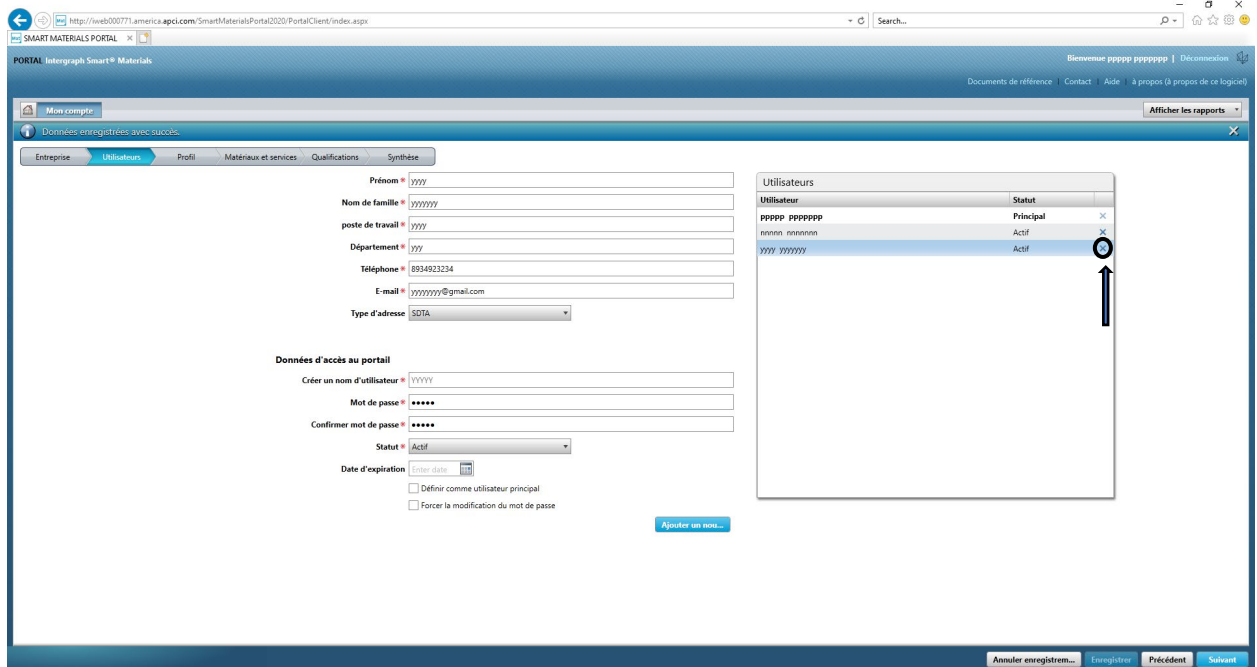 http://iweb000771.america.apci.com/SmartMaterialsPortal2020/PortalClient/index.aspx
Search...
SMART MATERIALS PORTAL
PORTAL Intergraph Smart® Materials
Bienvenue ppppp ppppppp | Déconnexion
Documents de référence | Contact | Aide | à propos (à propos de ce logiciel)
Mon compte
Afficher les rapports
Données enregistrées avec succès.
Entreprise Utilisateurs Profil Matériaux et services Qualifications Synthèse
Prénom * yyyy
Nom de famille * yyyyyyy
poste de travail * yyyy
Département * yyy
Téléphone * 8934923234
E-mail * yyyyyyyy@gmail.com
Type d'adresse SDTA
Données d'accès au portail
Créer un nom d'utilisateur * YYYYY
Mot de passe * •••••
Confirmer mot de passe * •••••
Statut * Actif
Date d'expiration Enter date
Définir comme utilisateur principal
Forcer la modification du mot de passe
Ajouter un nou...
Utilisateurs
Utilisateur Statut
ppppp ppppppp Principal
nnnnn nnnnnnn Actif
yyyy yyyyyyy Actif
Annuler enregistrem... Enregistrer Précédent Suivant